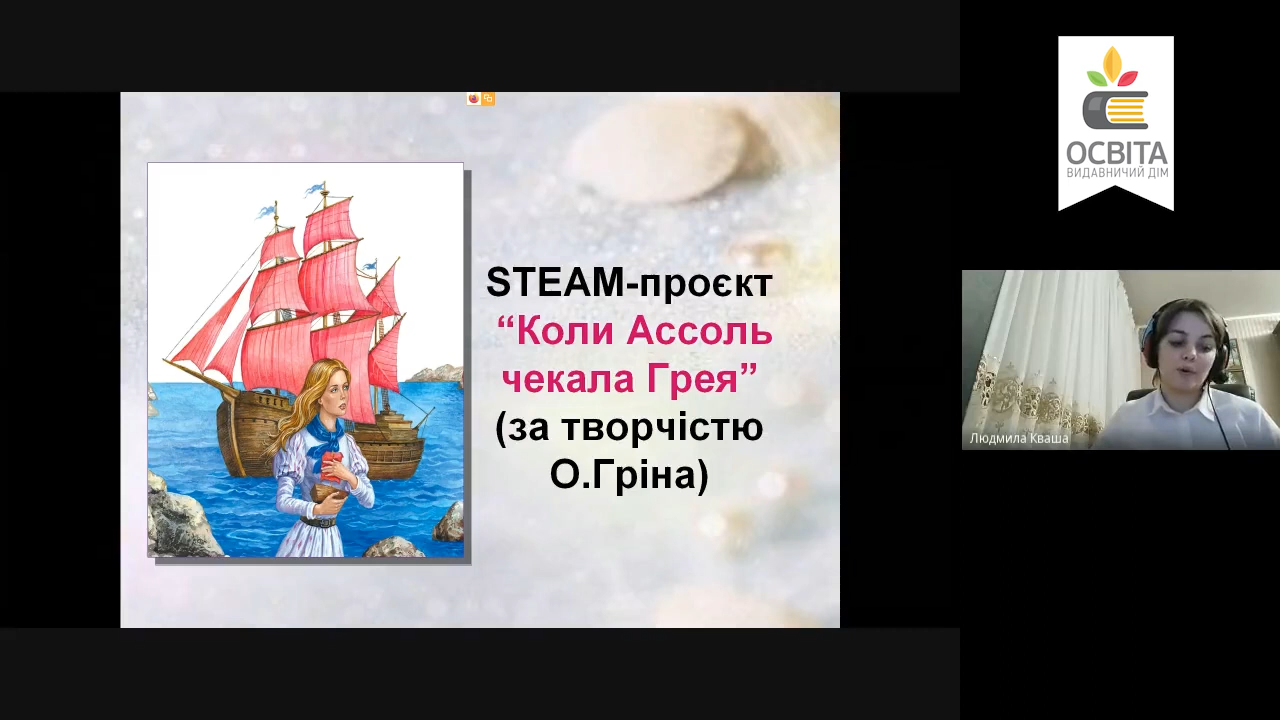 STEAM-проєкт
“Коли Ассоль
чекала Грея”
(за творчістю
О.Гріна)
ОСВІТА
ВИДАВНИЧИЙ ДІМ
Людмила Кваша